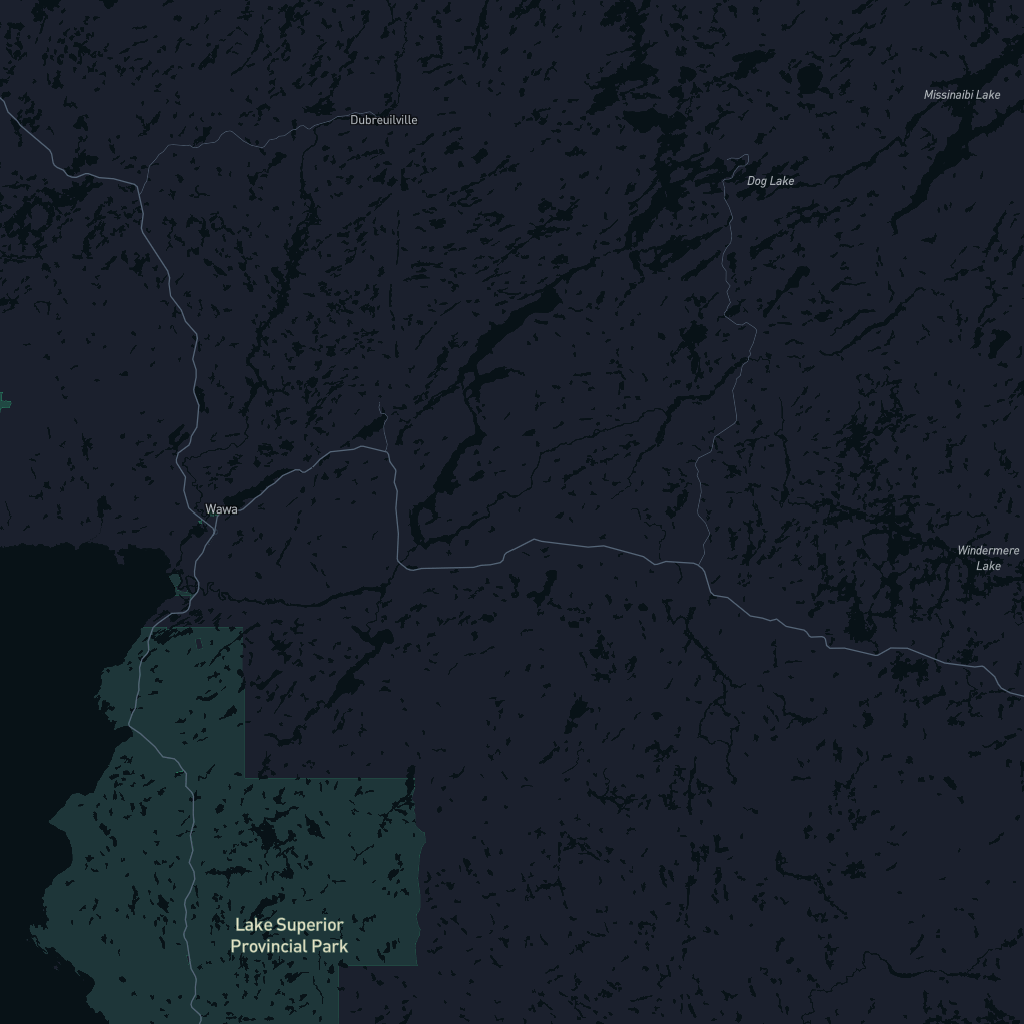 Missinaibi Lake
Dubreuilville
Dog Lake
Wawa
Windermere
Lake
Lake Superior
Provincial Park